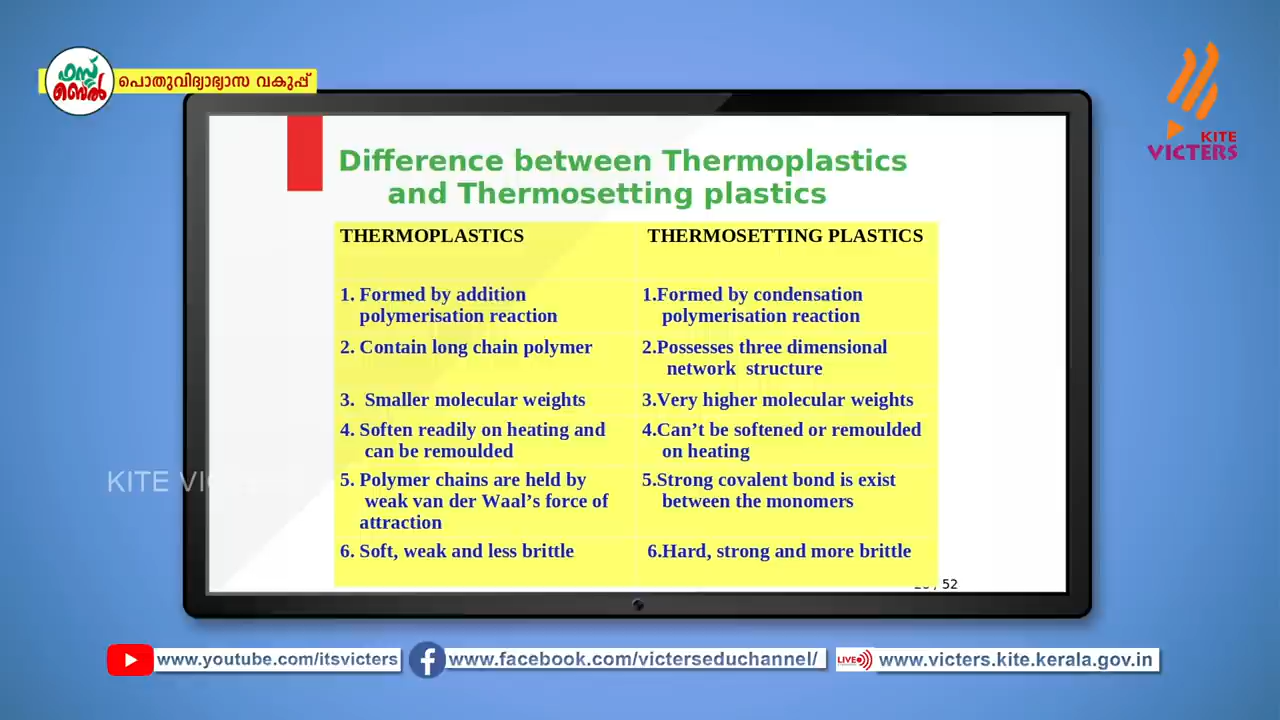 ഫസ്റ്റ്
ബെൽ
പൊതുവിദ്യാഭ്യാസ വകുപ്പ്
KITE
VICTERS
Difference between Thermoplastics
and Thermosetting plastics
THERMOPLASTICS
THERMOSETTING PLASTICS
1. Formed by addition
polymerisation reaction
1.Formed by condensation
polymerisation reaction
2. Contain long chain polymer
2.Possesses three dimensional
network structure
3. Smaller molecular weights
3.Very higher molecular weights
4. Soften readily on heating and
can be remoulded
4.Can’t be softened or remoulded
on heating
5. Polymer chains are held by
weak van der Waal’s force of
attraction
5.Strong covalent bond is exist
between the monomers
6. Soft, weak and less brittle
6.Hard, strong and more brittle
/ 52
KITE VIC
www.youtube.com/itsvicters
www.facebook.com/victerseduchannel/
LIVE
www.victers.kite.kerala.gov.in